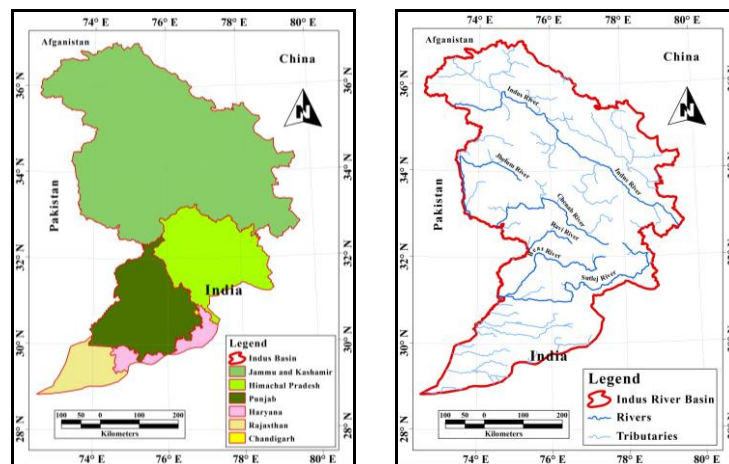 74° E 76° E 78° E 80° E
Afganistan
China
36° N
34° N
32° N
30° N
28° N
N
Pakistan
India
Legend
Indus Basin
Jammu and Kashamir
Himachal Pradesh
Punjab
Haryana
Rajasthan
Chandigarh
100 50 0 100 200
Kilometers
74° E 76° E 78° E
74° E 76° E 78° E 80° E
Afganistan
China
36° N
34° N
32° N
30° N
28° N
N
Pakistan
Indus River
Indus River
Jhelum River
Chenab River
Ravi River
River
Sutlej River
India
Legend
Indus River Basin
Rivers
Tributaries
100 50 0 100 200
Kilometers
74° E 76° E 78° E